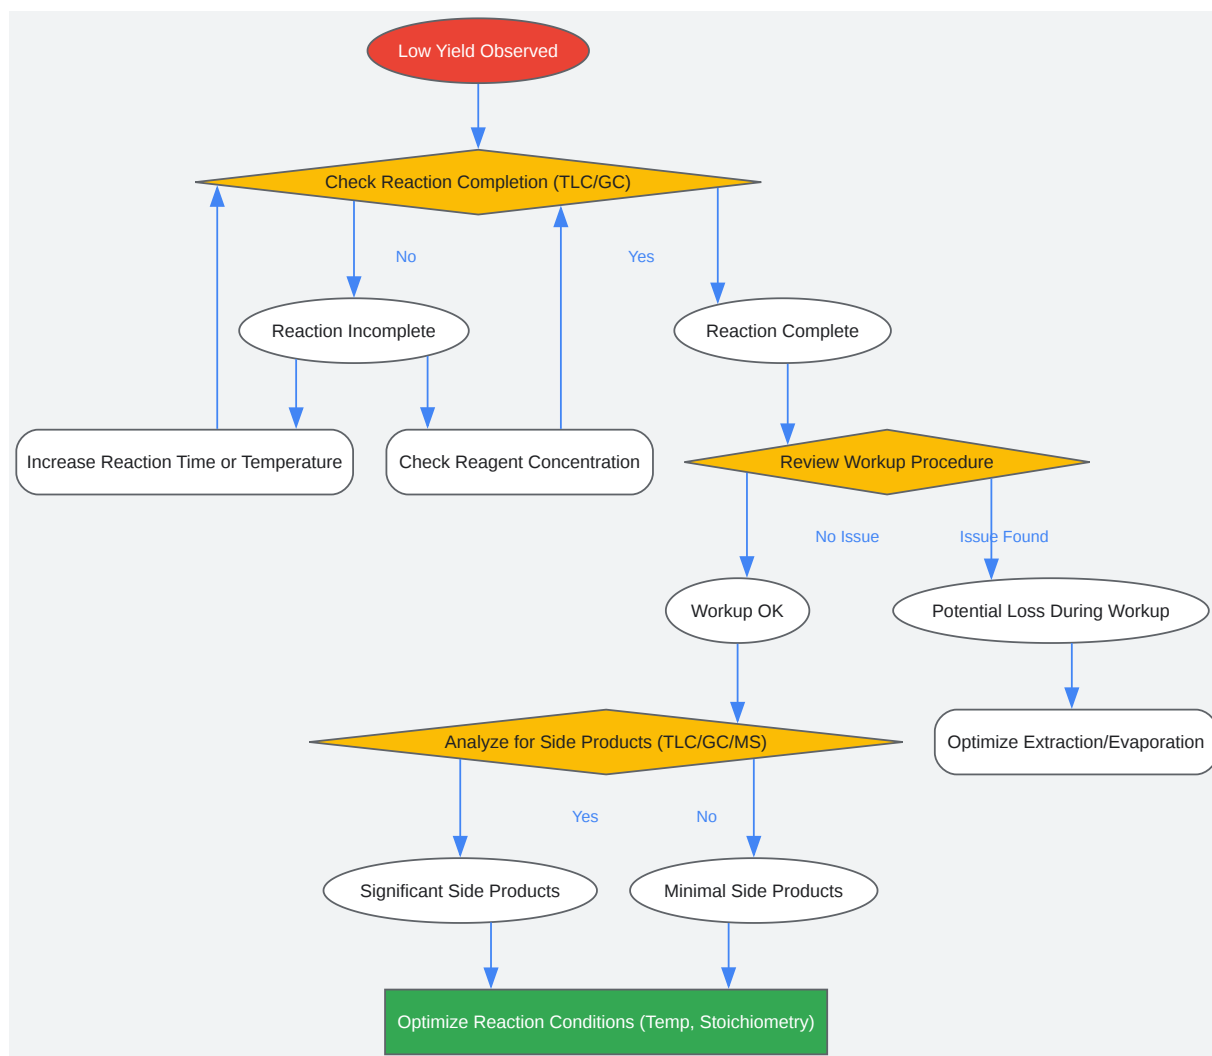 Low Yield Observed
Check Reaction Completion (TLC/GC)
No
Yes
Reaction Incomplete
Reaction Complete
Increase Reaction Time or Temperature
Check Reagent Concentration
Review Workup Procedure
No Issue
Issue Found
Workup OK
Potential Loss During Workup
Analyze for Side Products (TLC/GC/MS)
Optimize Extraction/Evaporation
Yes
No
Significant Side Products
Minimal Side Products
Optimize Reaction Conditions (Temp, Stoichiometry)